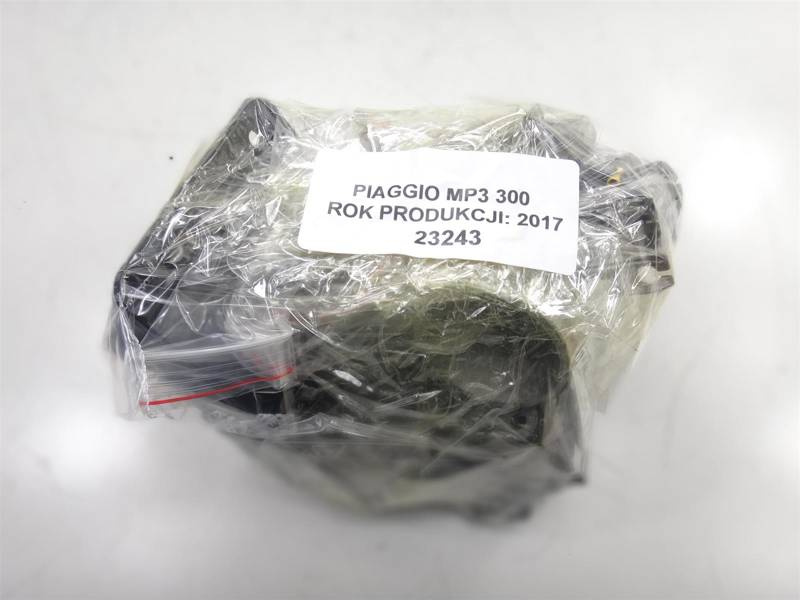 PIAGGIO MP3 300
ROK PRODUKCJI: 2017
23243